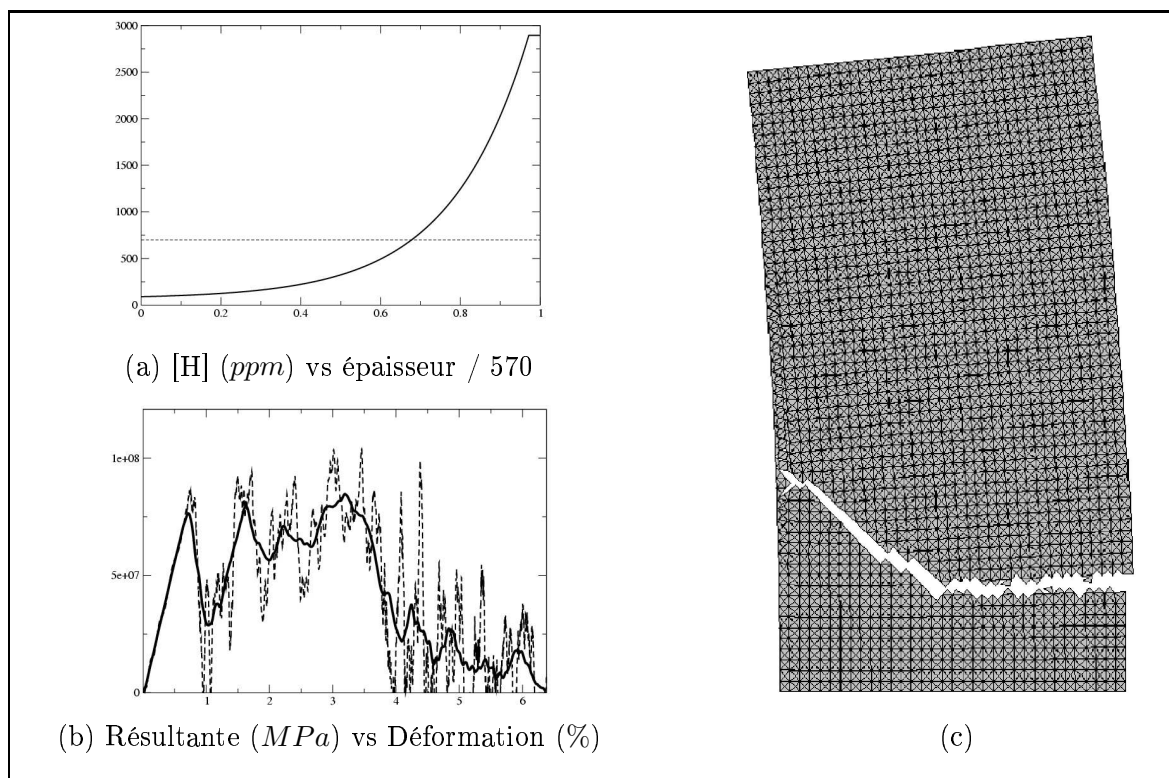 3000
2500
2000
1500
1000
500
0
0 0.2 0.4 0.6 0.8 1
(a) [H] (ppm) vs épaisseur / 570
1e+08
5e+07
0
1 2 3 4 5 6
(b) Résultante (MPa) vs Déformation (%)
(c)